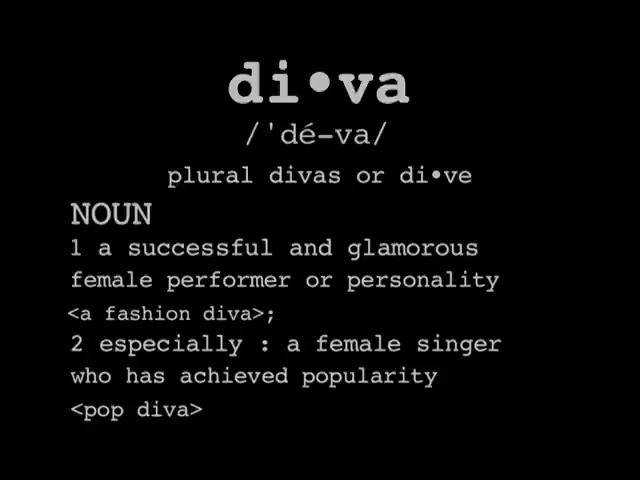 di•va
/ˈdé-va/
plural divas or di•ve
NOUN
1 a successful and glamorous
female performer or personality
<a fashion diva>;
2 especially : a female singer
who has achieved popularity
<pop diva>